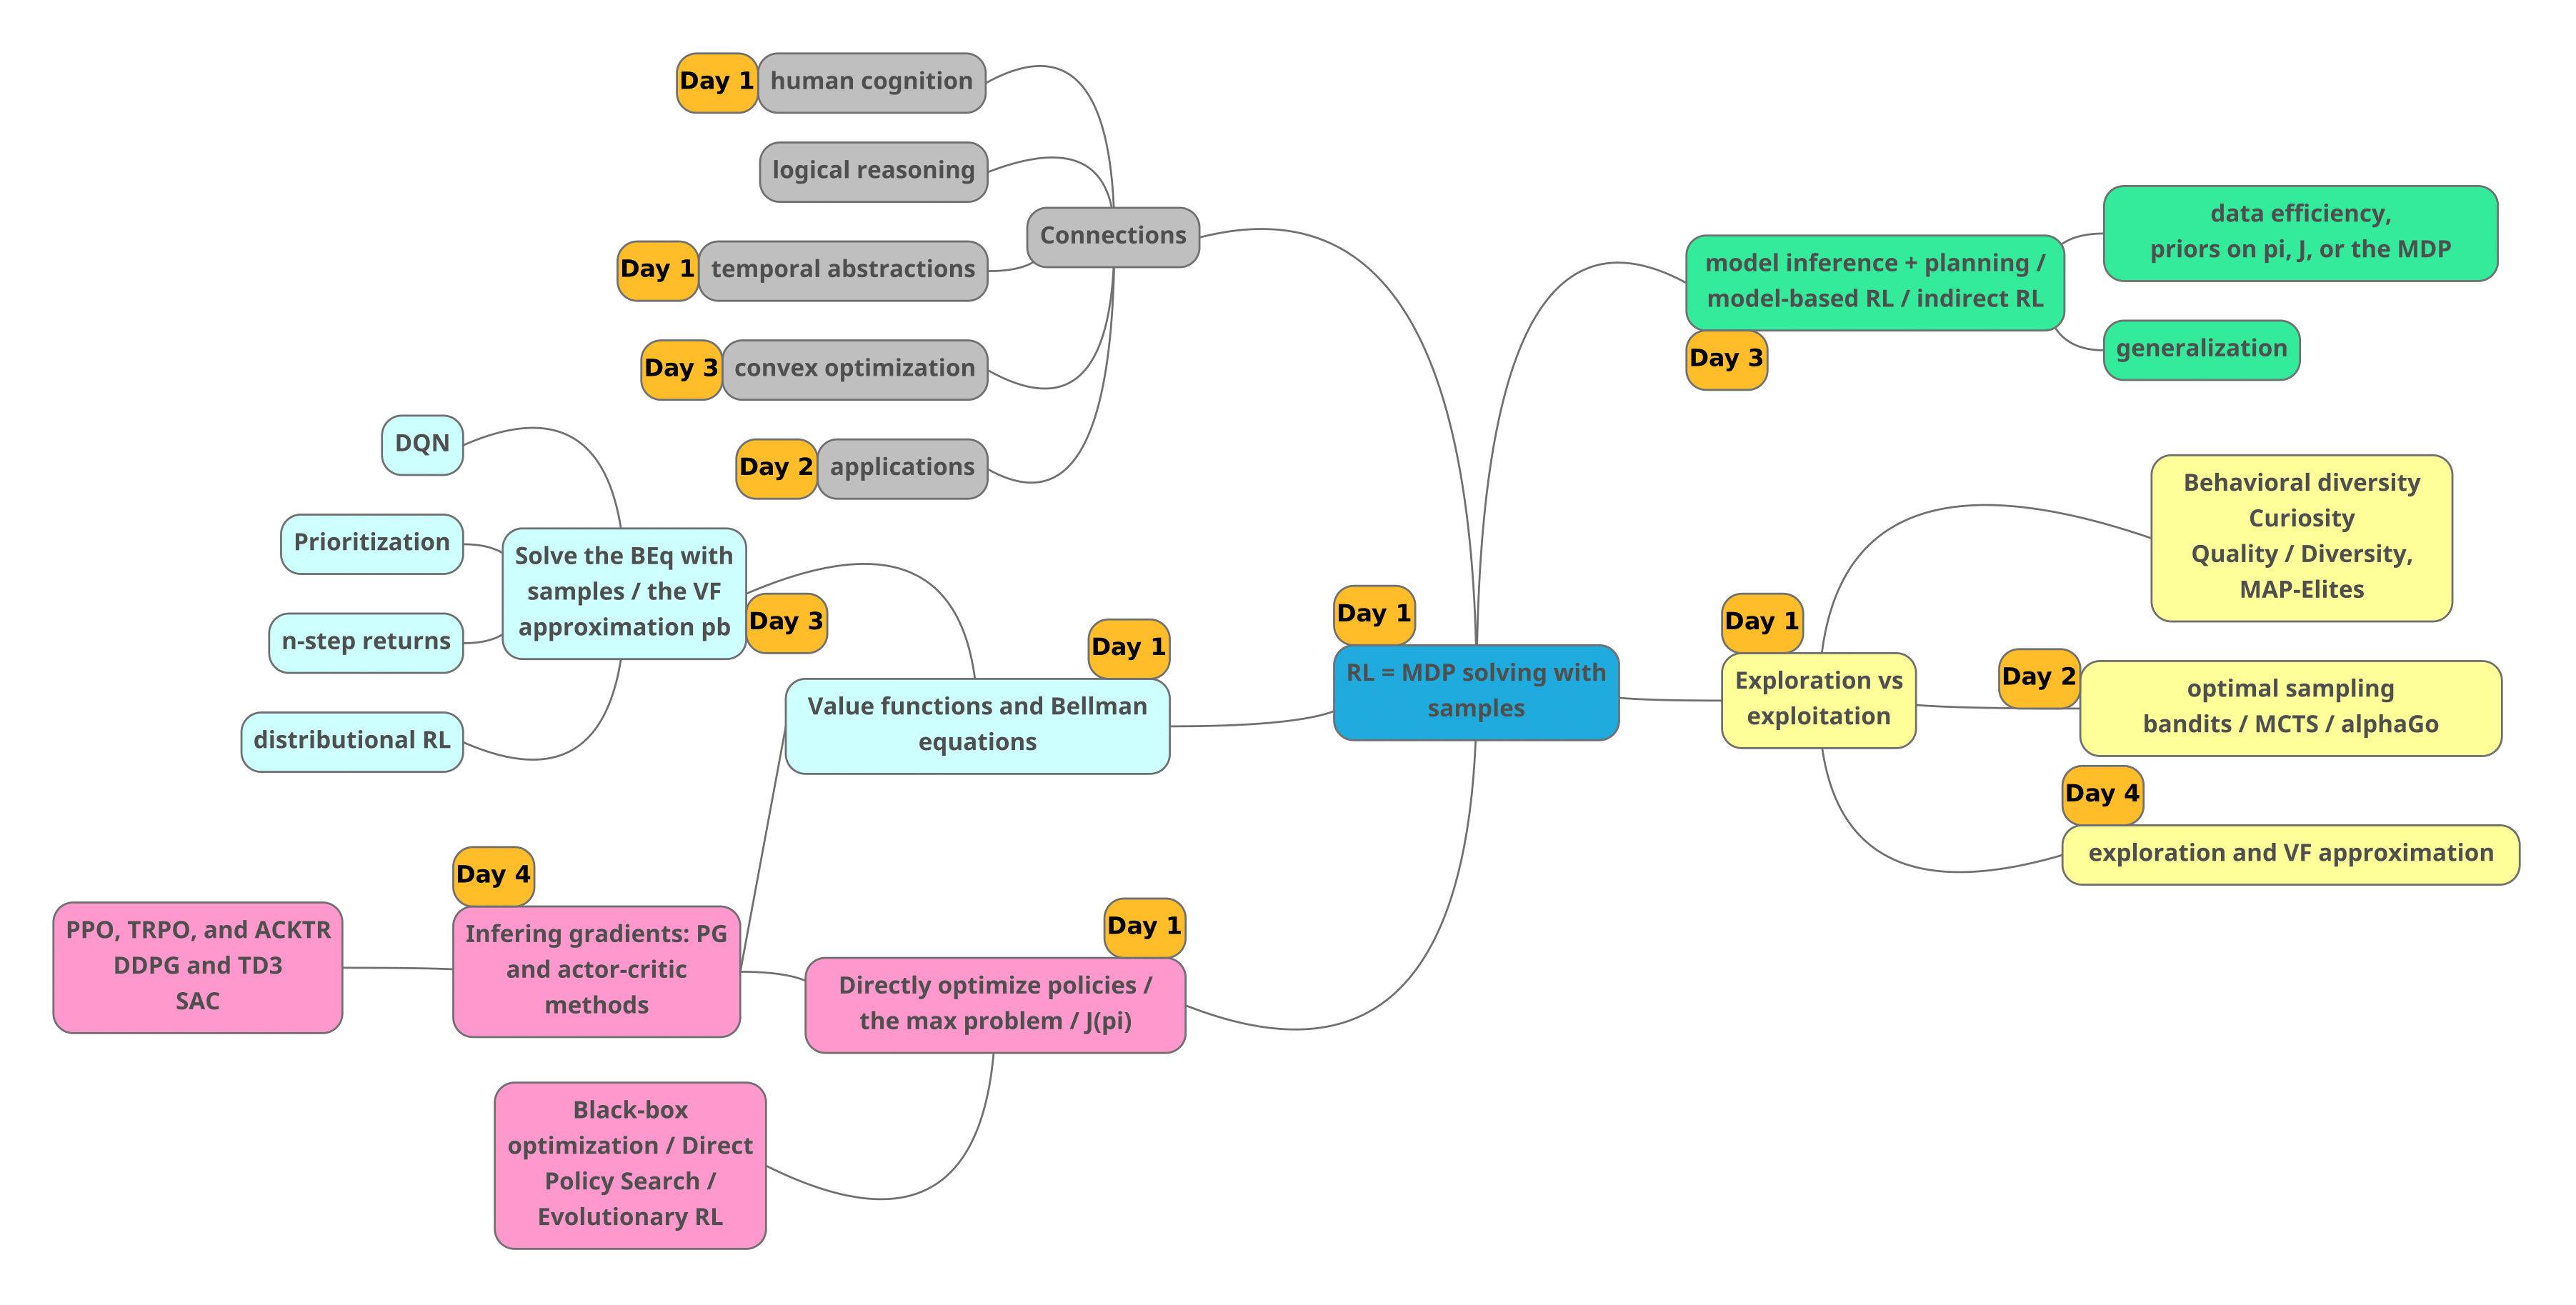 Day 1
human cognition
logical reasoning
Day 1
temporal abstractions
Day 3
convex optimization
Day 2
applications
Connections
DQN
Prioritization
n-step returns
distributional RL
Solve the BEq with
samples / the VF
approximation pb
Day 3
Day 1
Value functions and Bellman
equations
Day 4
PPO, TRPO, and ACKTR
DDPG and TD3
SAC
Infering gradients: PG
and actor-critic
methods
Day 1
Directly optimize policies /
the max problem / J(pi)
Black-box
optimization / Direct
Policy Search /
Evolutionary RL
Day 1
RL = MDP solving with
samples
model inference + planning /
model-based RL / indirect RL
Day 3
data efficiency,
priors on pi, J, or the MDP
generalization
Day 1
Exploration vs
exploitation
Behavioral diversity
Curiosity
Quality / Diversity,
MAP-Elites
Day 2
optimal sampling
bandits / MCTS / alphaGo
Day 4
exploration and VF approximation